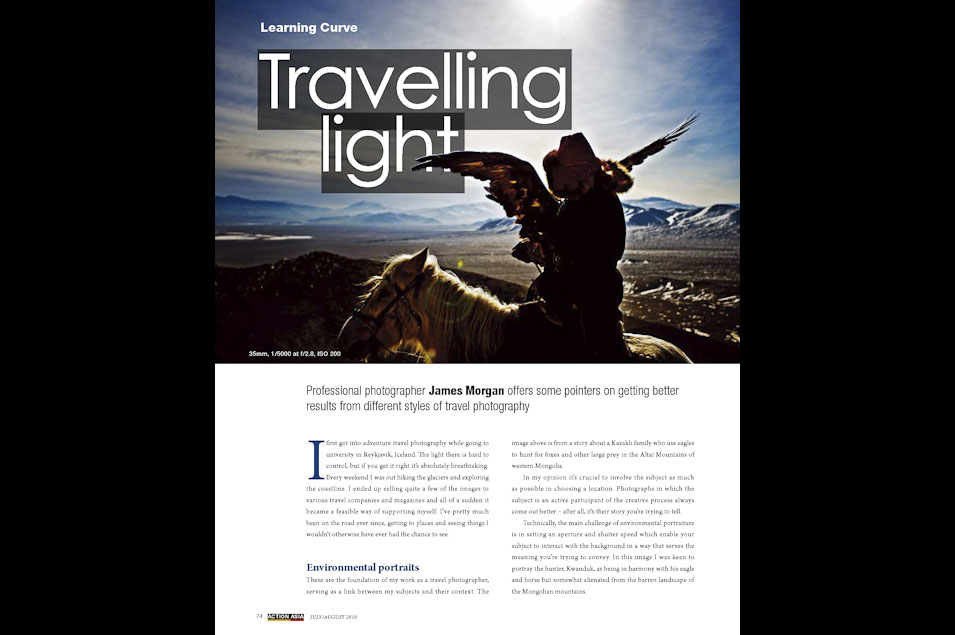 Learning Curve
Travelling
light
35mm, 1/5000 at f/2.8, ISO 200
Professional photographer James Morgan offers some pointers on getting better
results from different styles of travel photography
I first got into adventure travel photography while going to
university in Reykjavik, Iceland. The light there is hard to
control, but if you get it right it's absolutely breathtaking.
Every weekend I was out hiking the glaciers and exploring
the coastline. I ended up selling quite a few of the images to
various travel companies and magazines and all of a sudden it
became a feasible way of supporting myself. I've pretty much
been on the road ever since, getting to places and seeing things I
wouldn't otherwise have ever had the chance to see.
Environmental portraits
These are the foundation of my work as a travel photographer,
serving as a link between my subjects and their context. The
image above is from a story about a Kazakh family who use eagles
to hunt for foxes and other large prey in the Altai Mountains of
western Mongolia.
In my opinion it's crucial to involve the subject as much
as possible in choosing a location. Photographs in which the
subject is an active participant of the creative process always
come out better – after all, it's their story you're trying to tell.
Technically, the main challenge of environmental portraiture
is in setting an aperture and shutter speed which enable your
subject to interact with the background in a way that serves the
meaning you're trying to convey. In this image I was keen to
portray the hunter, Kwanduk, as being in harmony with his eagle
and horse but somewhat alienated from the barren landscape of
the Mongolian mountains.
74 ACTION ASIA JULY/AUGUST 2010